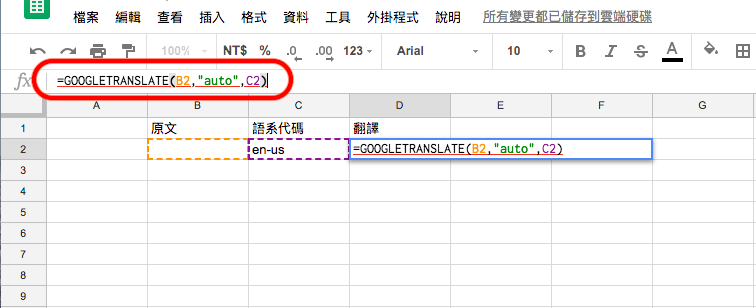 檔案 編輯 查看 插入 格式 資料 工具 外掛程式 說明 所有變更都已儲存到雲端硬碟
100% NT$ % .0 .00 123 Arial 10 B I S A
fx =GOOGLETRANSLATE(B2,"auto",C2)
A B C D E F G
1 原文 語系代碼 翻譯
2 en-us =GOOGLETRANSLATE(B2,"auto",C2)
3
4
5
6
7
8
9